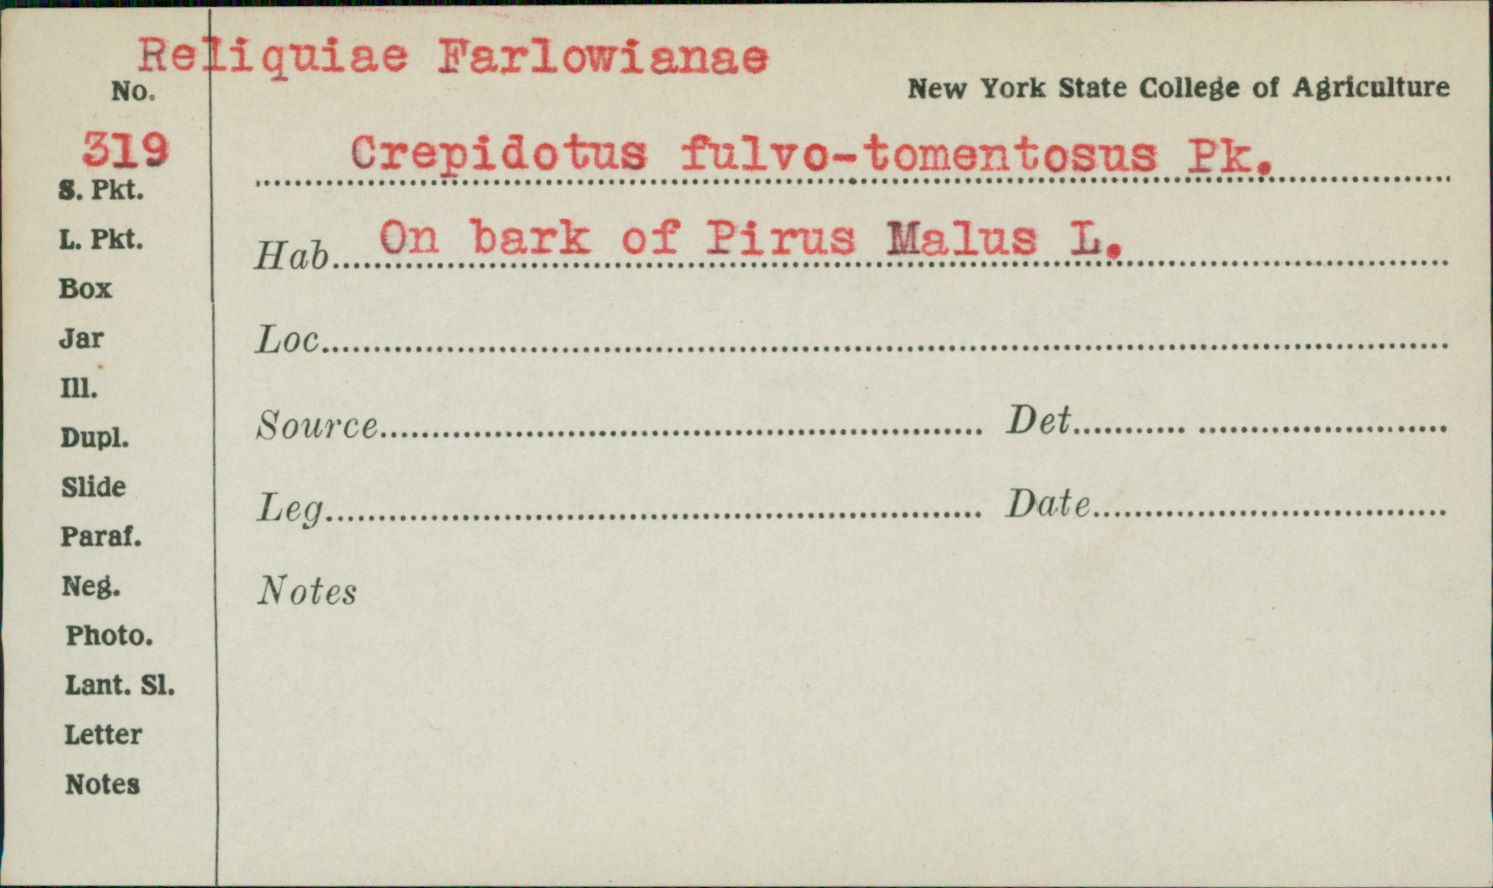 Reliquiae Farlowianae
No.
New York State College of Agriculture
319
Crepidotus fulvo-tomentosus Pk.
S. Pkt.
L. Pkt.
Hab. On bark of Pirus Malus L.
Box
Jar
Loc.
Ill.
Dupl.
Source Det.
Slide
Leg. Date
Paraf.
Neg.
Notes
Photo.
Lant. Sl.
Letter
Notes